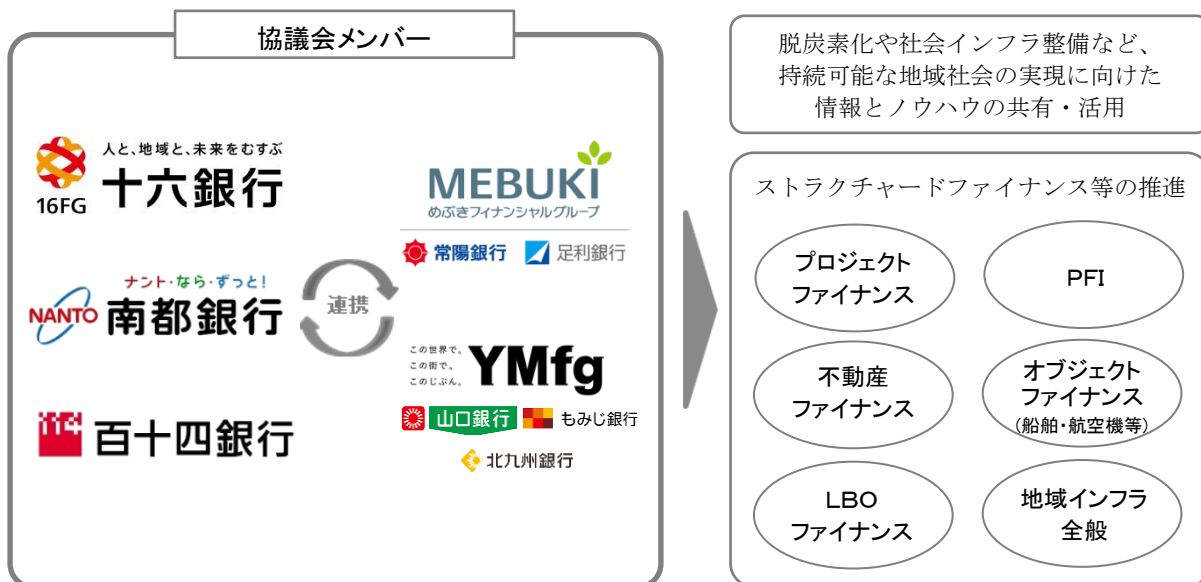 協議会メンバー
人と、地域と、未来をむすぶ
16FG
十六銀行
MEBUKI
めぶきフィナンシャルグループ
常陽銀行
足利銀行
ナント・なら・ずっと!
NANTO
南都銀行
連携
この世界で。
この街で。
このじぶん。
YMfg
山口銀行
もみじ銀行
北九州銀行
114
百十四銀行
脱炭素化や社会インフラ整備など、
持続可能な地域社会の実現に向けた
情報とノウハウの共有・活用
ストラクチャードファイナンス等の推進
プロジェクト
ファイナンス
PFI
不動産
ファイナンス
オブジェクト
ファイナンス
(船舶・航空機等)
LBO
ファイナンス
地域インフラ
全般